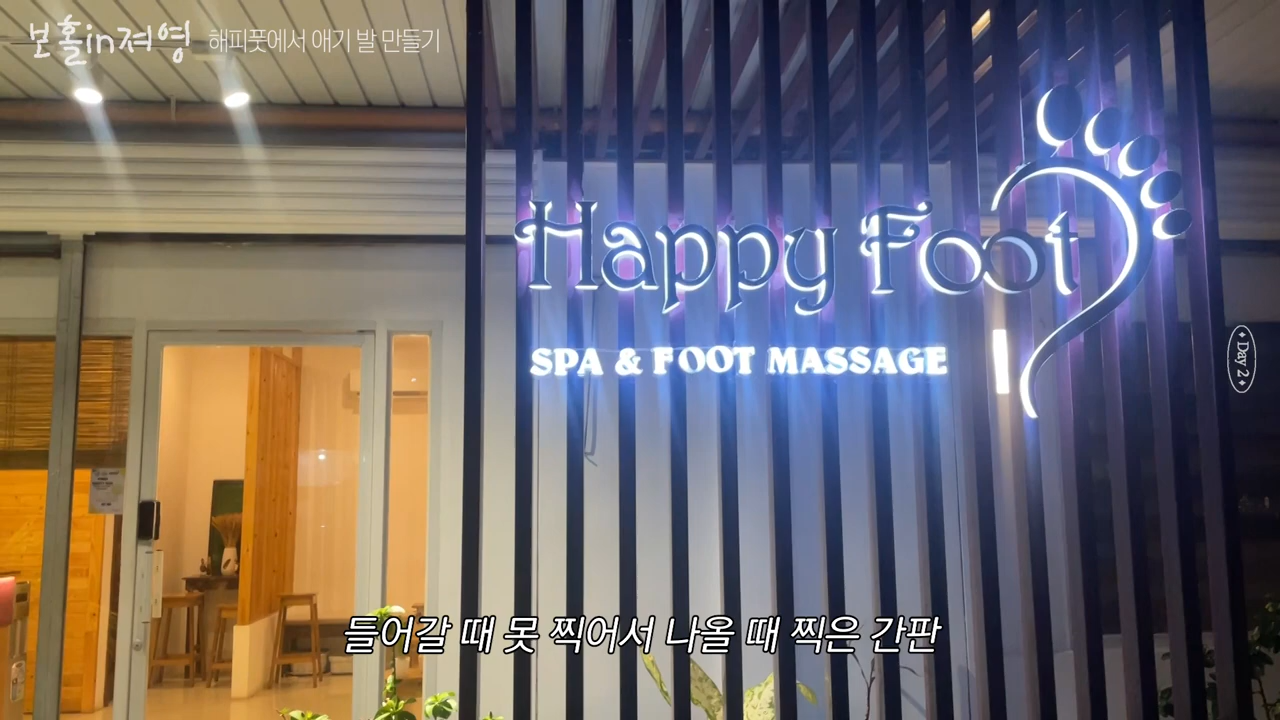 보홀in져영 해피풋에서 애기 발 만들기
Happy Foot
SPA & FOOT MASSAGE
Day 2
들어갈 때 못 찍어서 나올 때 찍은 간판